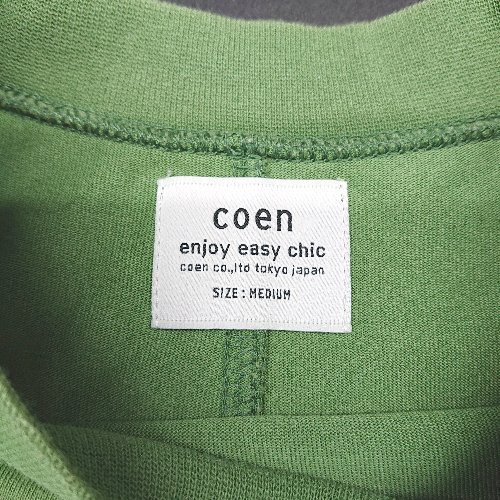 coen
enjoy easy chic
coen co.,ltd tokyo japan
SIZE : MEDIUM